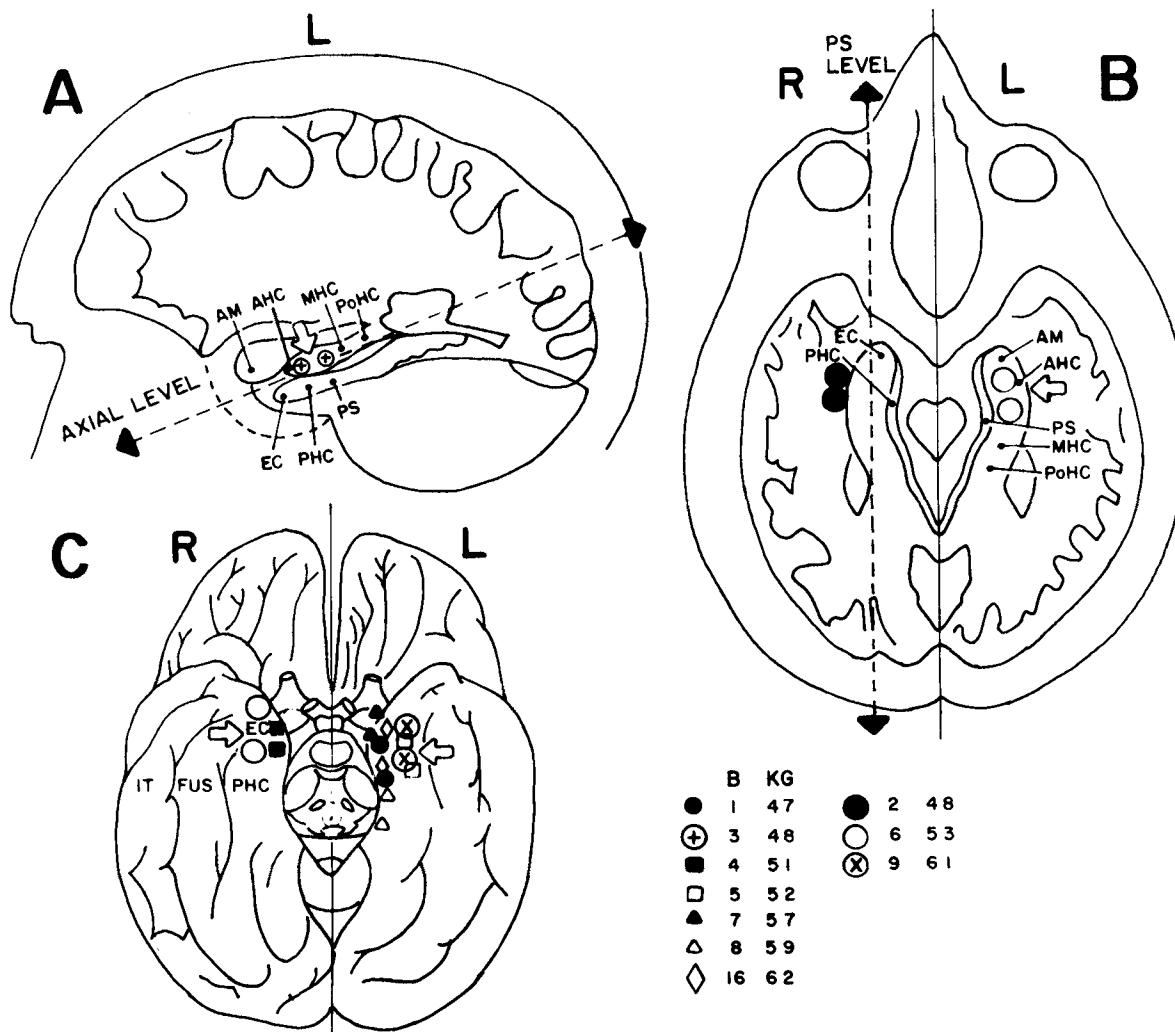 A
L
AM
AHC
MHC
PoHC
AXIAL LEVEL
EC
PHC
PS
B
PS
LEVEL
R
L
EC
PHC
AM
AHC
PS
MHC
PoHC
C
R
L
EC
IT FUS PHC
B KG
1 47
3 48
4 51
5 52
7 57
8 59
16 62
2 48
6 53
9 61